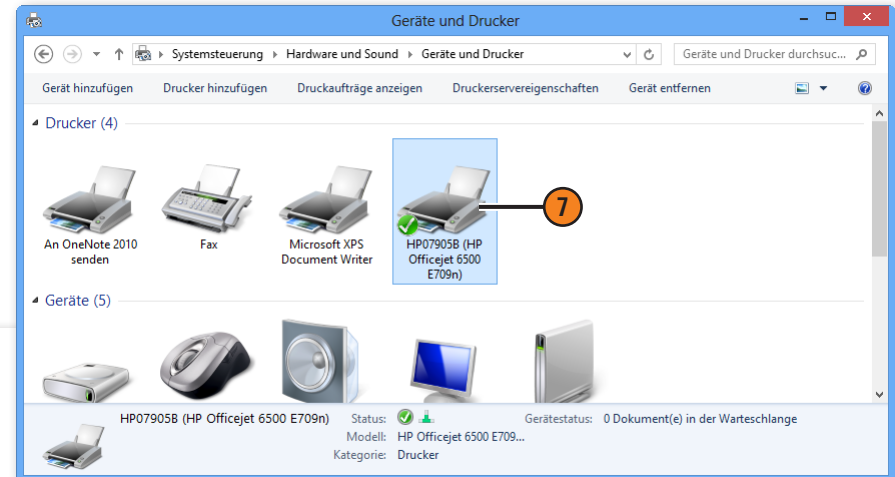 Geräte und Drucker
Systemsteuerung Hardware und Sound Geräte und Drucker Geräte und Drucker durchsuc...
Gerät hinzufügen Drucker hinzufügen Druckaufträge anzeigen Druckerservereigenschaften Gerät entfernen
Drucker (4)
7
An OneNote 2010 senden
Fax
Microsoft XPS Document Writer
HP07905B (HP Officejet 6500 E709n)
Geräte (5)
HP07905B (HP Officejet 6500 E709n) Status: Gerätestatus: 0 Dokument(e) in der Warteschlange
Modell: HP Officejet 6500 E709...
Kategorie: Drucker